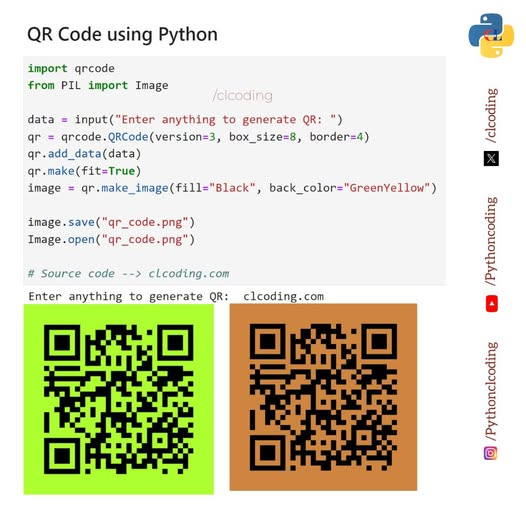 QR Code using Python
import qrcode
from PIL import Image
/clcoding
data = input("Enter anything to generate QR: ")
qr = qrcode.QRCode(version=3, box_size=8, border=4)
qr.add_data(data)
qr.make(fit=True)
image = qr.make_image(fill="Black", back_color="GreenYellow")
image.save("qr_code.png")
Image.open("qr_code.png")
# Source code --> clcoding.com
Enter anything to generate QR:  clcoding.com
CL
/clcoding
/Pythoncoding
/Pythonclcoding